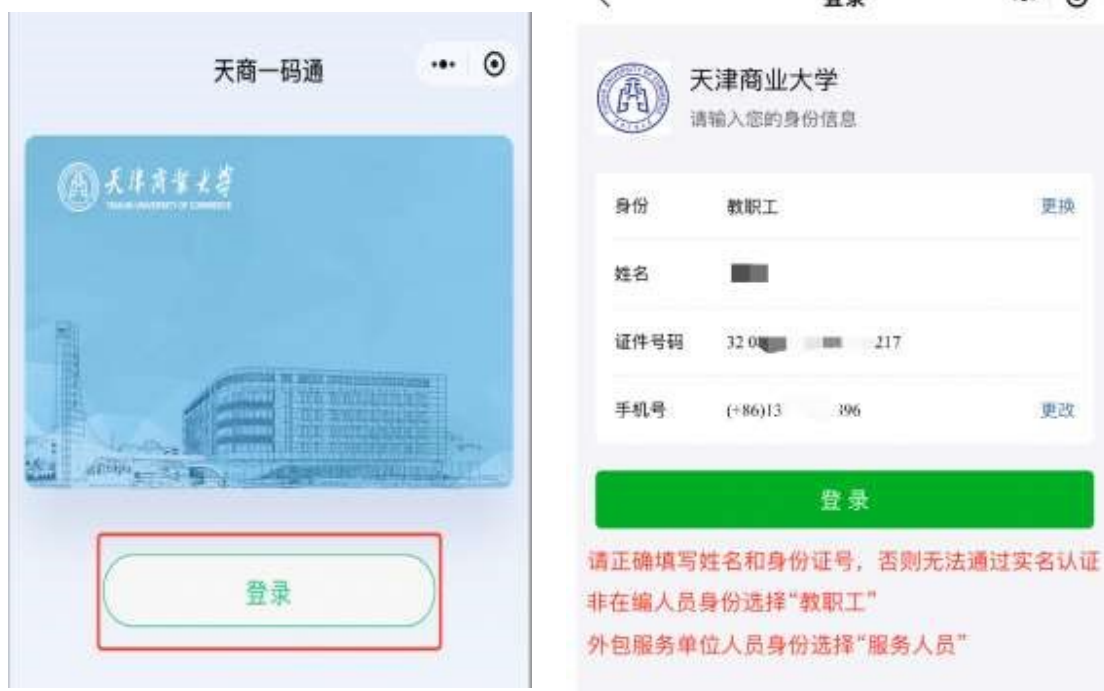 天商一码通
天津商业大学
TIANJIN UNIVERSITY OF COMMERCE
登录
登录
天津商业大学
请输入您的身份信息
身份 教职工 更换
姓名
证件号码 32 0 217
手机号 (+86)13 396 更改
登录
请正确填写姓名和身份证号，否则无法通过实名认证
非在编人员身份选择“教职工”
外包服务单位人员身份选择“服务人员”